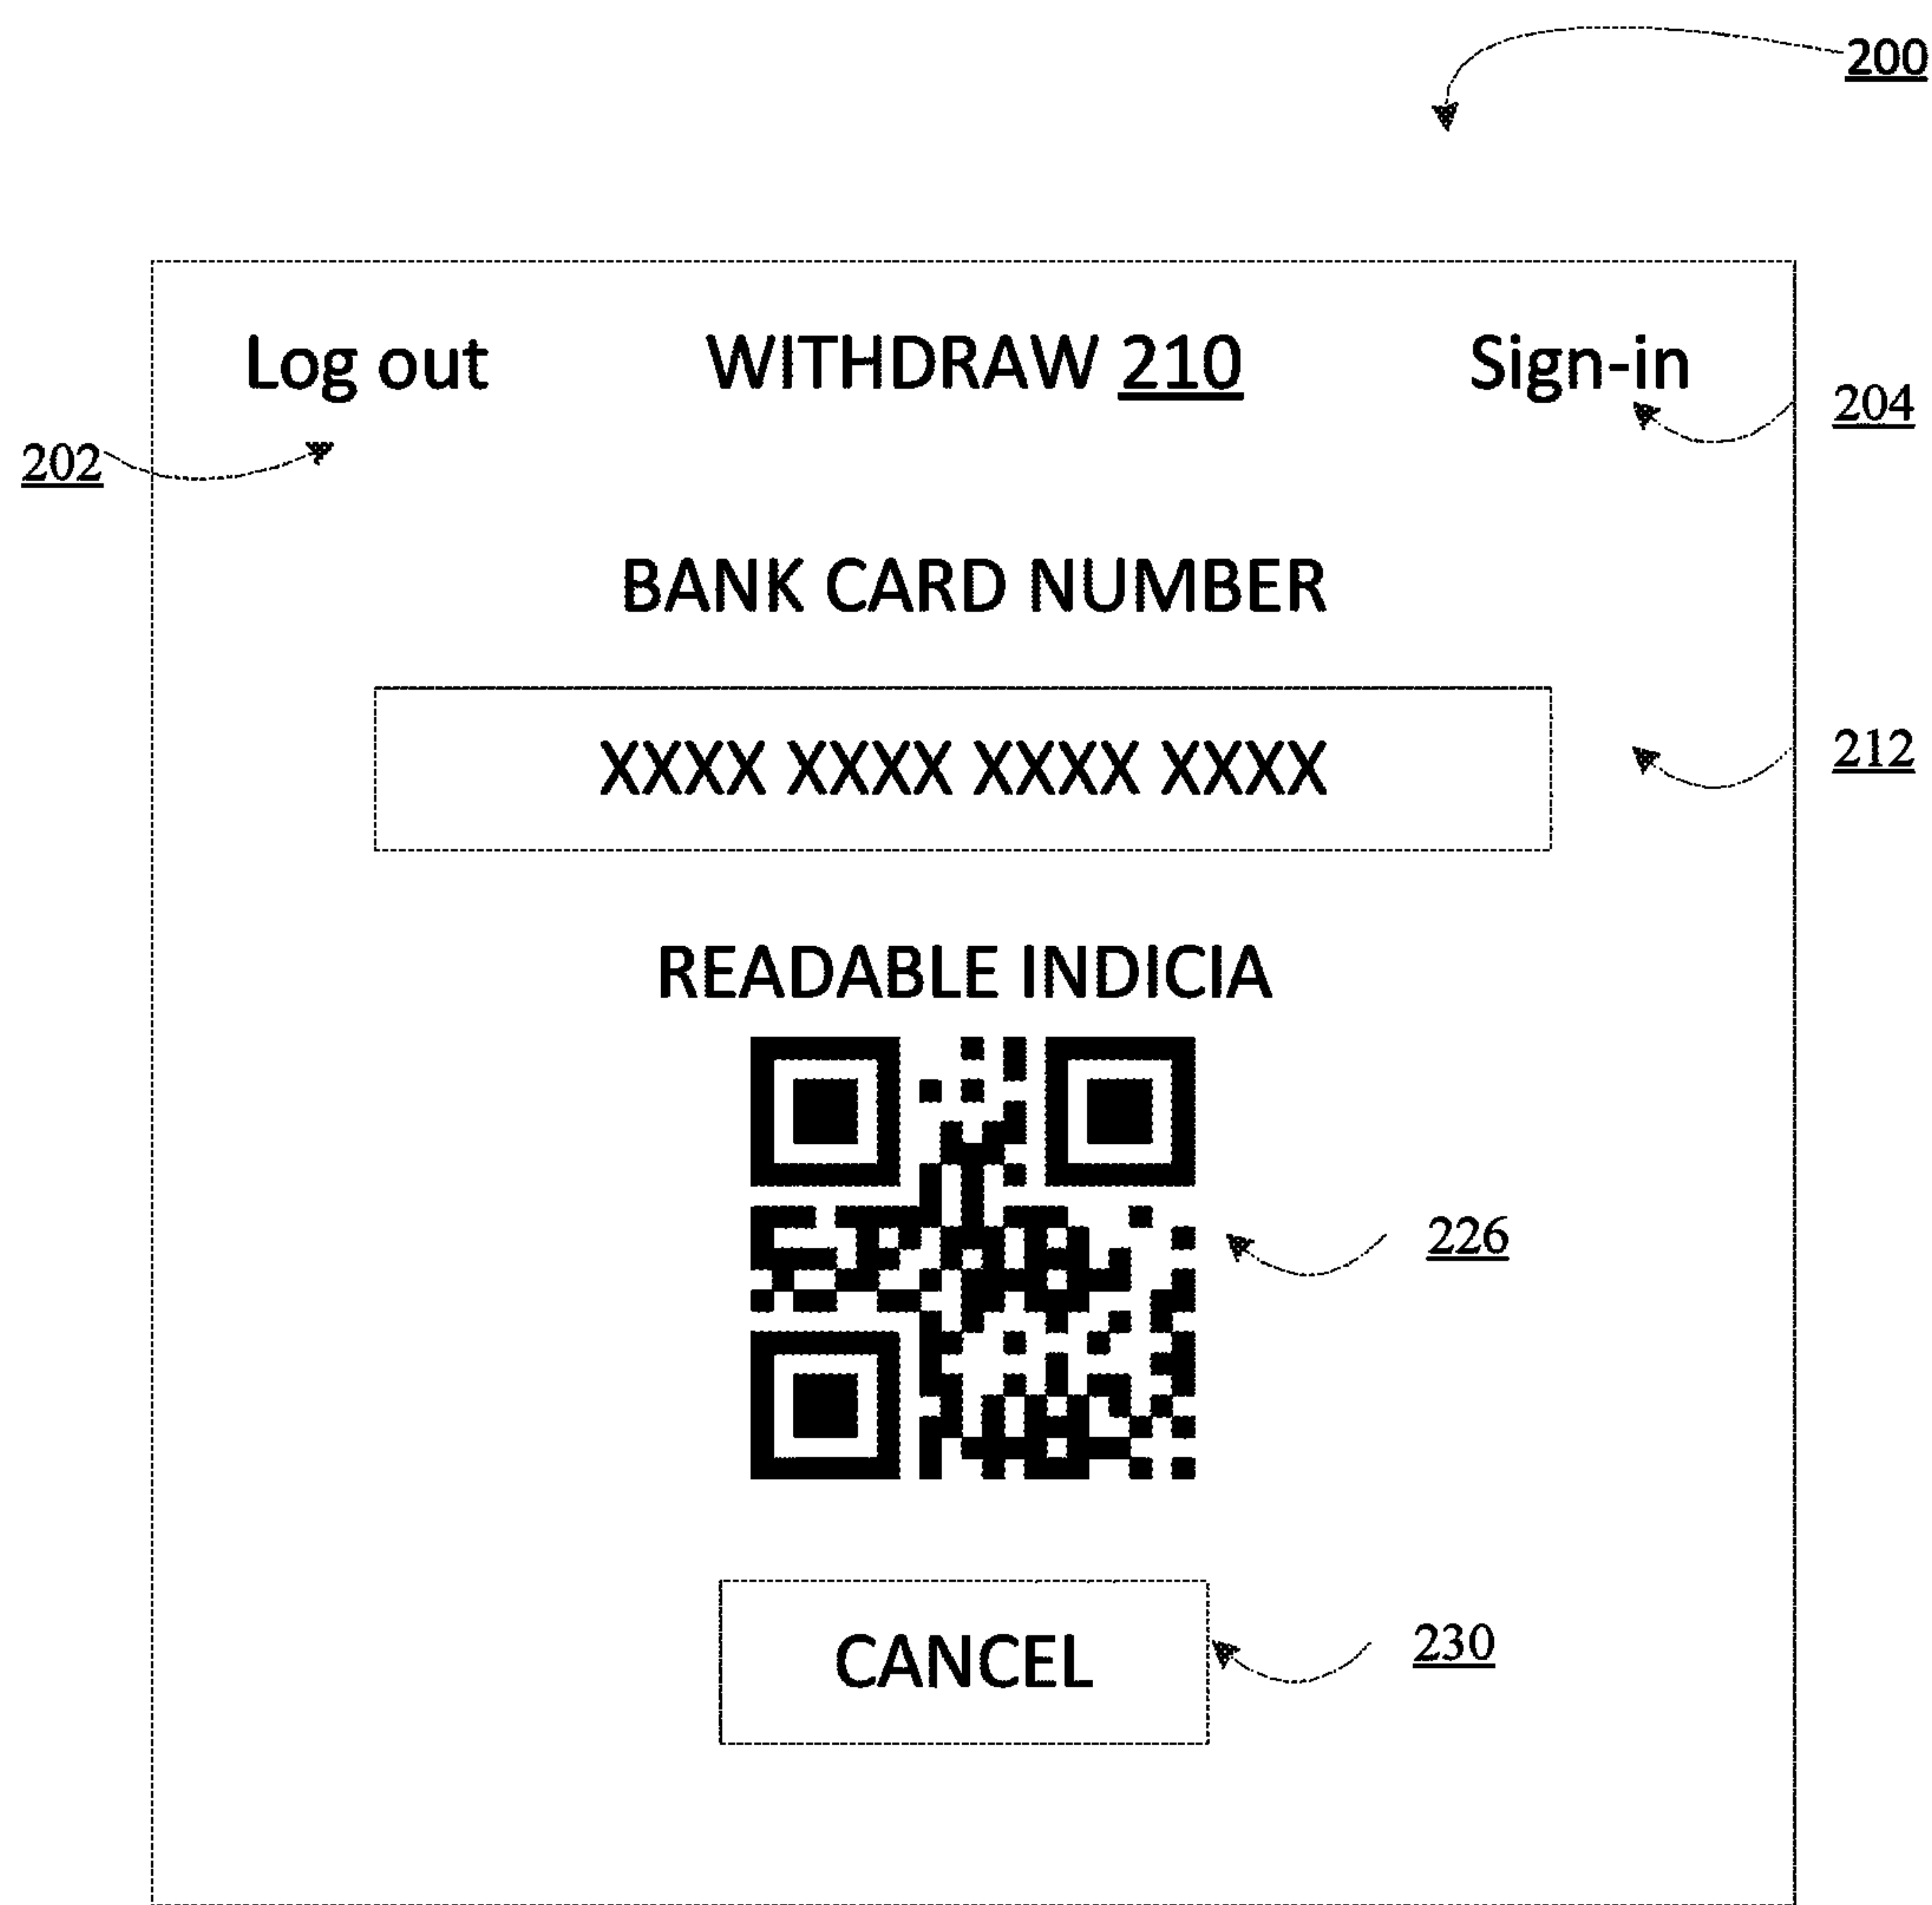 200
Log out WITHDRAW 210 Sign-in
204
202
BANK CARD NUMBER
XXXX XXXX XXXX XXXX
212
READABLE INDICIA
226
CANCEL
230